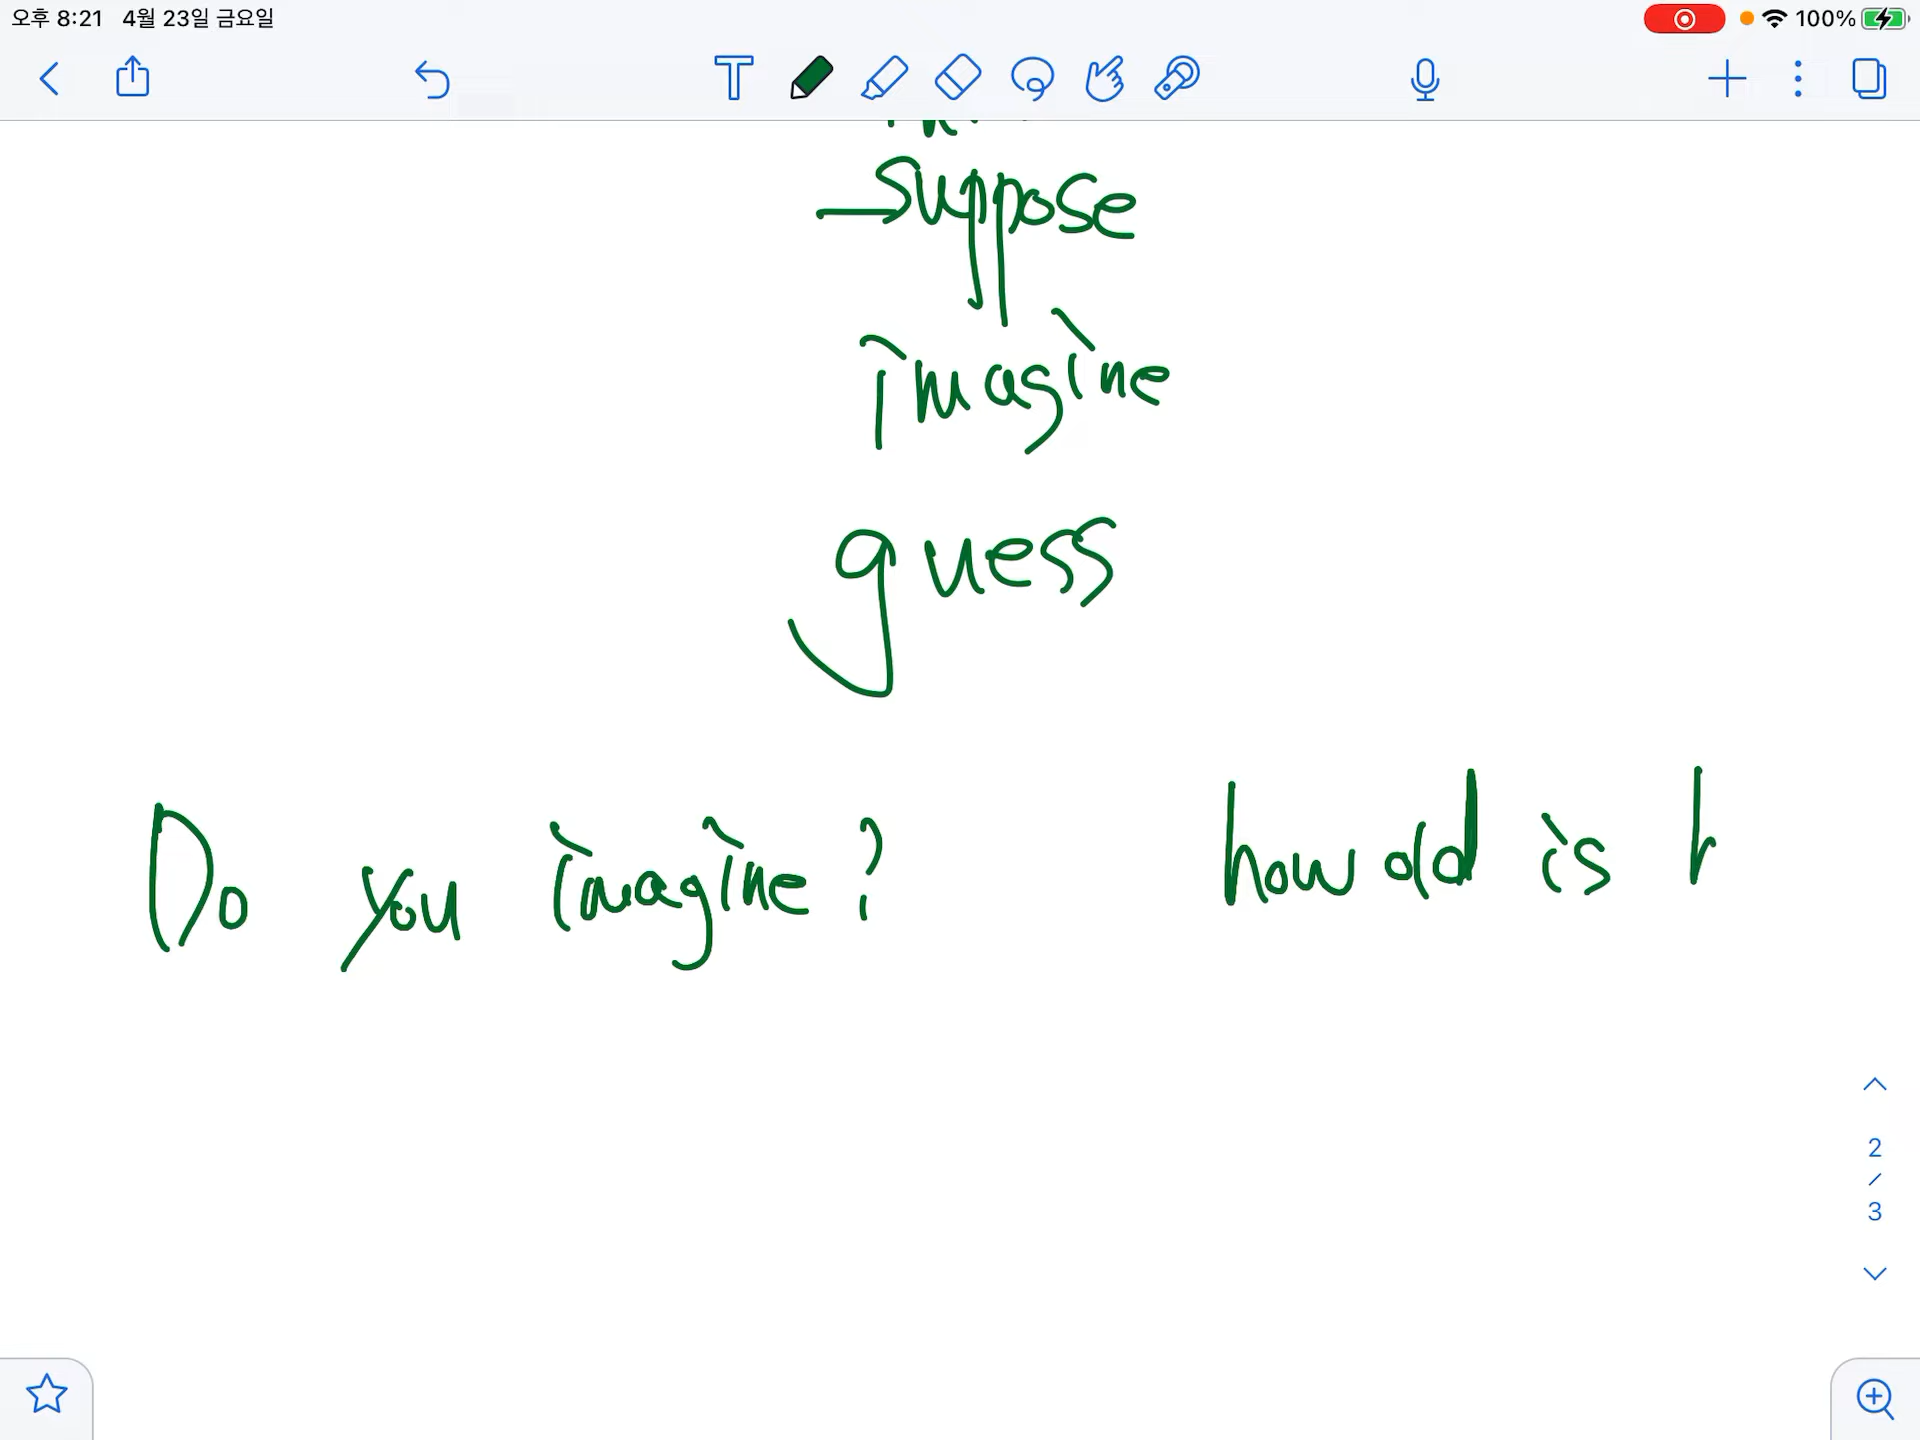 오후 8:21 4월 23일 금요일 100%
suppose
imagine
guess
Do you imagine? how old is h
2
/
3